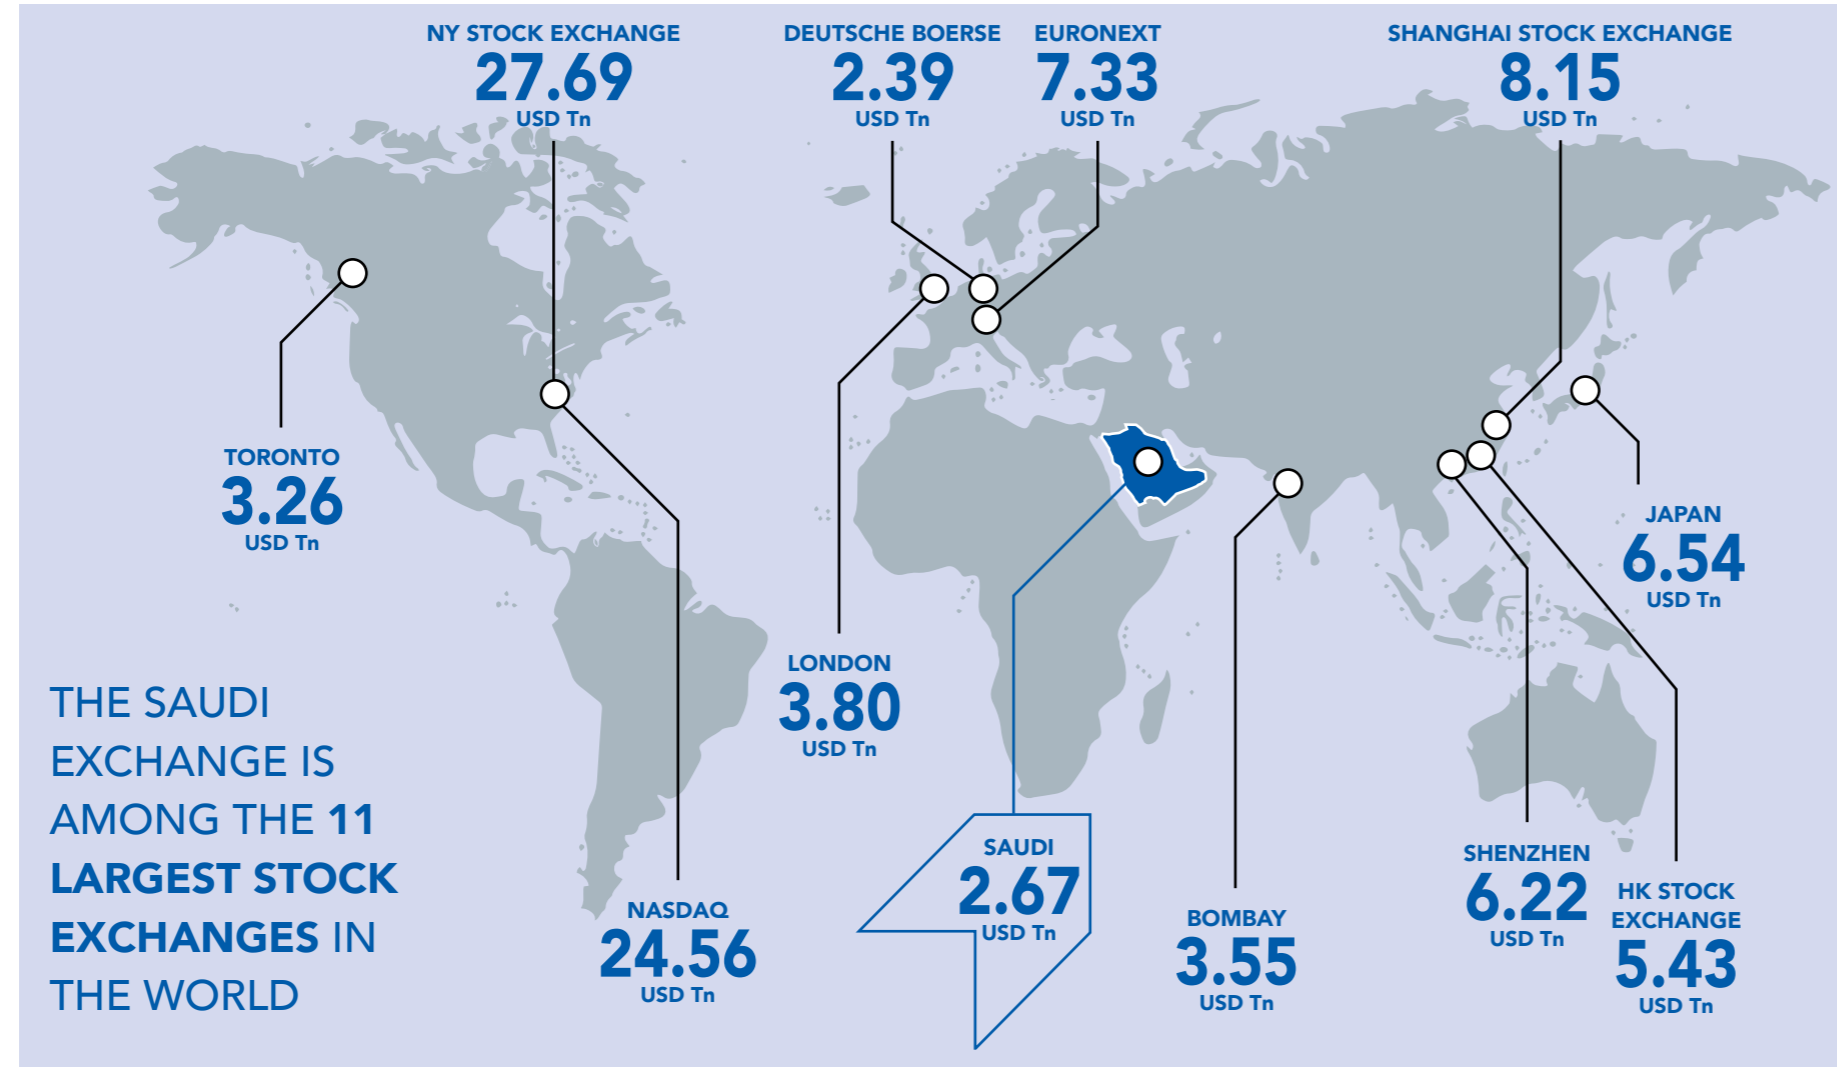 NY STOCK EXCHANGE
27.69
USD Tn
DEUTSCHE BOERSE
2.39
USD Tn
EURONEXT
7.33
USD Tn
SHANGHAI STOCK EXCHANGE
8.15
USD Tn
TORONTO
3.26
USD Tn
JAPAN
6.54
USD Tn
LONDON
3.80
USD Tn
THE SAUDI
EXCHANGE IS
AMONG THE 11
LARGEST STOCK
EXCHANGES IN
THE WORLD
NASDAQ
24.56
USD Tn
SAUDI
2.67
USD Tn
BOMBAY
3.55
USD Tn
SHENZHEN
6.22
USD Tn
HK STOCK
EXCHANGE
5.43
USD Tn